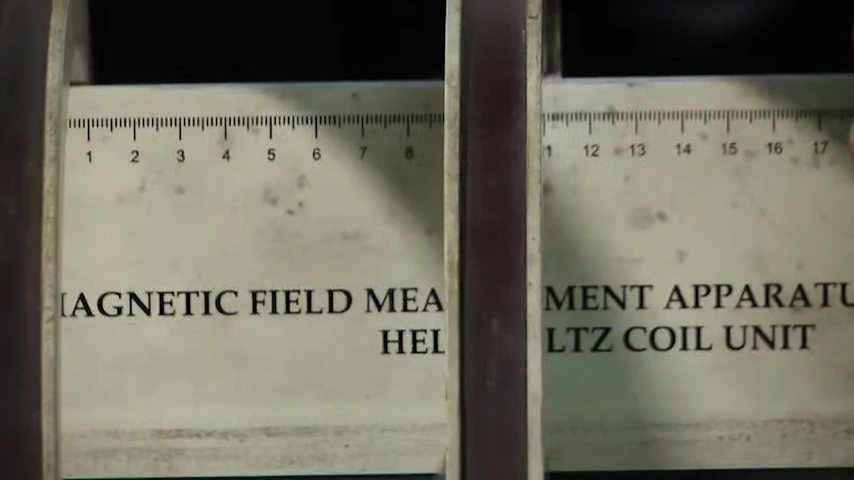 1 2 3 4 5 6 7 8 1 12 13 14 15 16 17
IAGNETIC FIELD MEA MENT APPARATU
HEL LTZ COIL UNIT